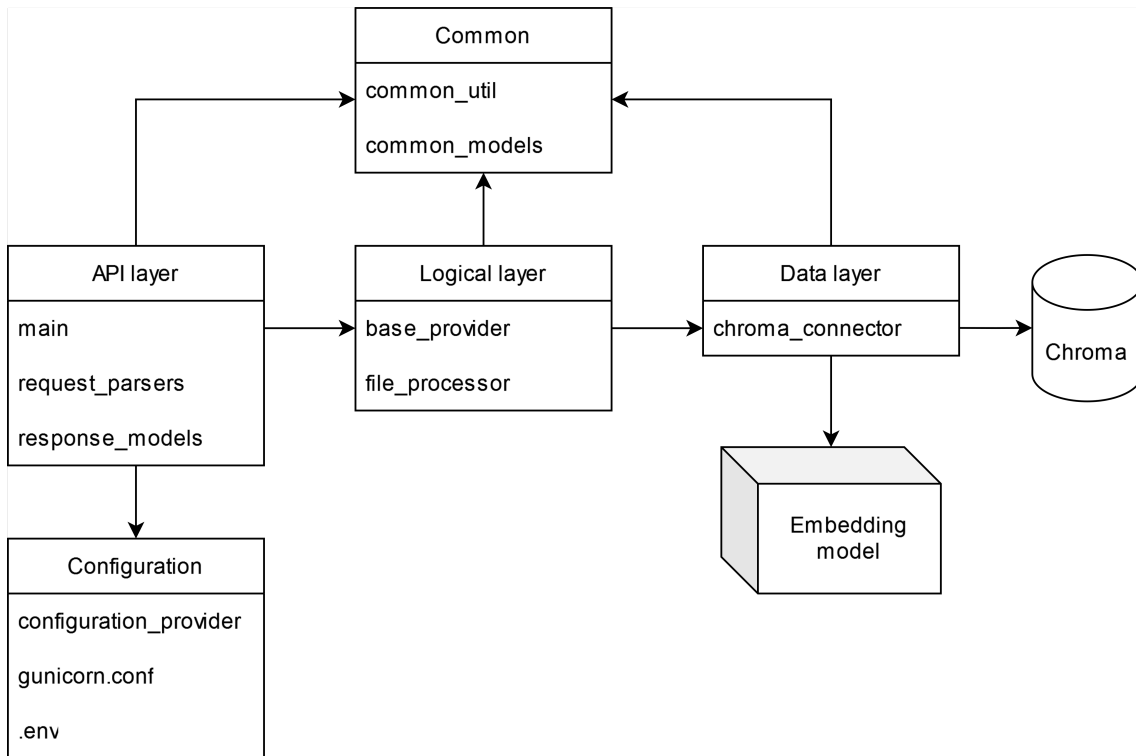 Common
common_util
common_models
API layer
main
request_parsers
response_models
Logical layer
base_provider
file_processor
Data layer
chroma_connector
Chroma
Embedding
model
Configuration
configuration_provider
gunicorn.conf
.env